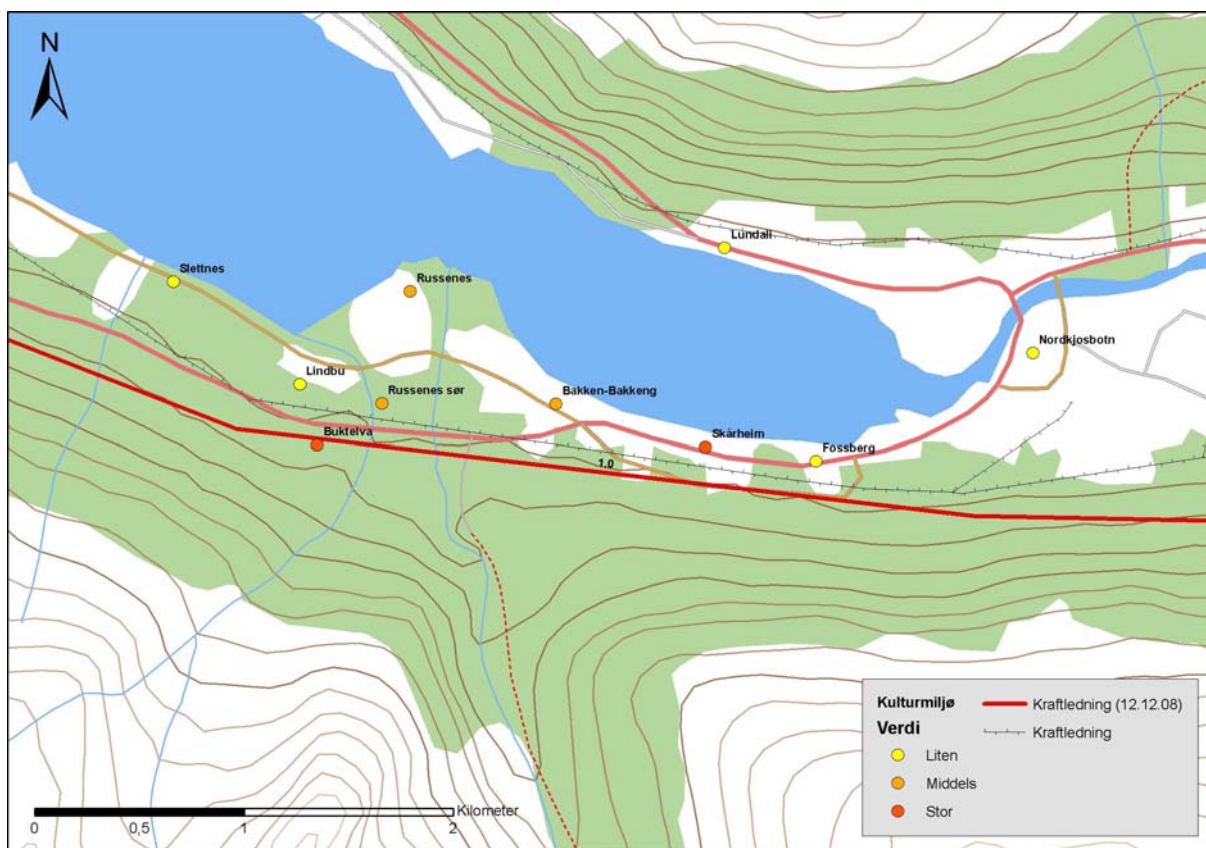 N
Lundali
Slettnes
Russenes
Nordkjosbotn
Lindbu
Russenes sør
Bakken-Bakkeng
Buktelva
Skårheim
Fossberg
1.0
Kulturmiljø
Verdi
Liten
Middels
Stor
Kraftledning (12.12.08)
Kraftledning
Kilometer
0
0,5
1
2